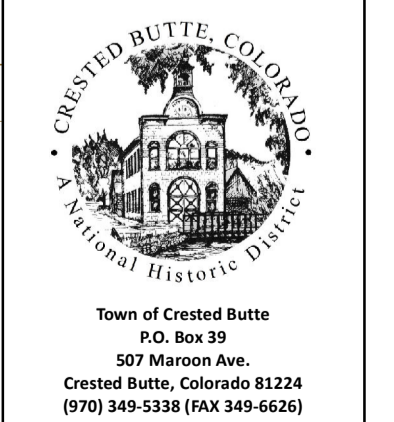 · CRESTED BUTTE, COLORADO ·
A National Historic District
Town of Crested Butte
P.O. Box 39
507 Maroon Ave.
Crested Butte, Colorado 81224
(970) 349-5338 (FAX 349-6626)